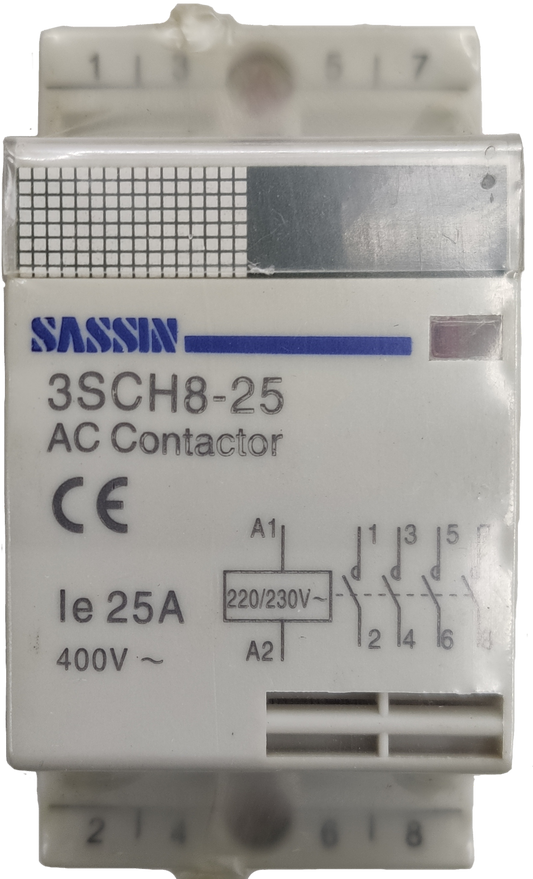 1 | 3 5 | 7
SASSIN
3SCH8-25
AC Contactor
CE
A1 1 3 5
Ie 25A
220/230V~
400V ~
A2 2 4 6 8
2 | 4 6 | 8